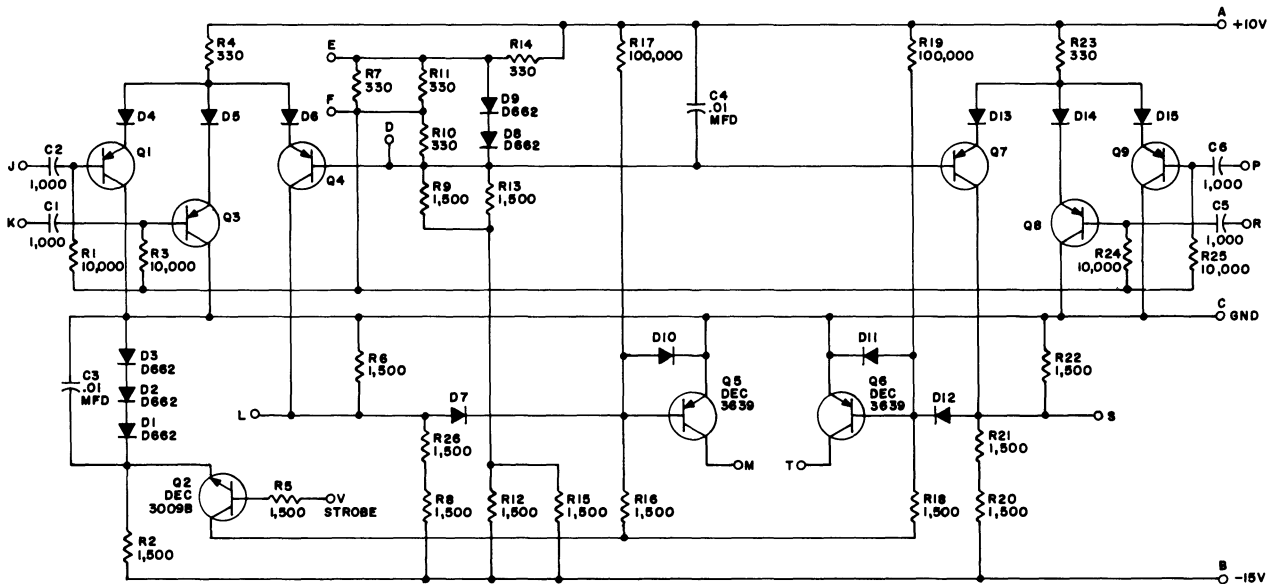 A
+10V
R4
330
E
R14
330
R17
100,000
R19
100,000
R23
330
R7
330
R11
330
F
D9
D662
C4
.01
MFD
D4
D5
D6
D
R10
330
D8
D662
D13
D14
D15
J
C2
1,000
Q1
Q4
R9
1,500
R13
1,500
Q7
Q9
C6
1,000
P
K
C1
1,000
Q3
Q8
C5
1,000
R
R1
10,000
R3
10,000
R24
10,000
R25
10,000
C
GND
C3
.01
MFD
D3
D662
D2
D662
D1
D662
R6
1,500
D10
D11
R22
1,500
L
D7
Q5
DEC
3639
Q6
DEC
3639
D12
S
R26
1,500
R21
1,500
M
T
Q2
DEC
3009B
R5
1,500
V
STROBE
R8
1,500
R12
1,500
R15
1,500
R16
1,500
R18
1,500
R20
1,500
R2
1,500
B
-15V